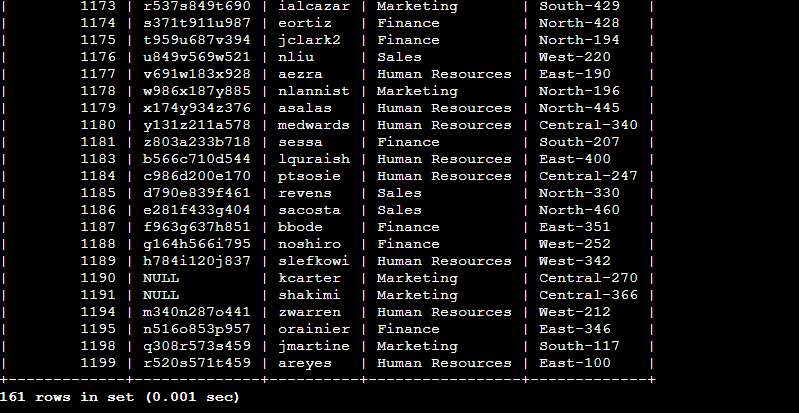 |        1173 | r537s849t690 | ialcazar | Marketing       | South-429   |
|        1174 | s371t911u987 | eortiz   | Finance         | North-428   |
|        1175 | t959u687v394 | jclark2  | Finance         | North-194   |
|        1176 | u849v569w521 | nliu     | Sales           | West-220    |
|        1177 | v691w183x928 | aezra    | Human Resources | East-190    |
|        1178 | w986x187y885 | nlannist | Marketing       | North-196   |
|        1179 | x174y934z376 | asalas   | Human Resources | North-445   |
|        1180 | y131z211a578 | medwards | Human Resources | Central-340 |
|        1181 | z803a233b718 | sessa    | Finance         | South-207   |
|        1183 | b566c710d544 | lquraish | Human Resources | East-400    |
|        1184 | c986d200e170 | ptsosie  | Human Resources | Central-247 |
|        1185 | d790e839f461 | revens   | Sales           | North-330   |
|        1186 | e281f433g404 | sacosta  | Sales           | North-460   |
|        1187 | f963g637h851 | bbode    | Finance         | East-351    |
|        1188 | g164h566i795 | noshiro  | Finance         | West-252    |
|        1189 | h784i120j837 | slefkowi | Human Resources | West-342    |
|        1190 | NULL         | kcarter  | Marketing       | Central-270 |
|        1191 | NULL         | shakimi  | Marketing       | Central-366 |
|        1194 | m340n287o441 | zwarren  | Human Resources | West-212    |
|        1195 | n516o853p957 | orainier | Finance         | East-346    |
|        1198 | q308r573s459 | jmartine | Marketing       | South-117   |
|        1199 | r520s571t459 | areyes   | Human Resources | East-100    |
+-------------+--------------+----------+-----------------+-------------+
161 rows in set (0.001 sec)